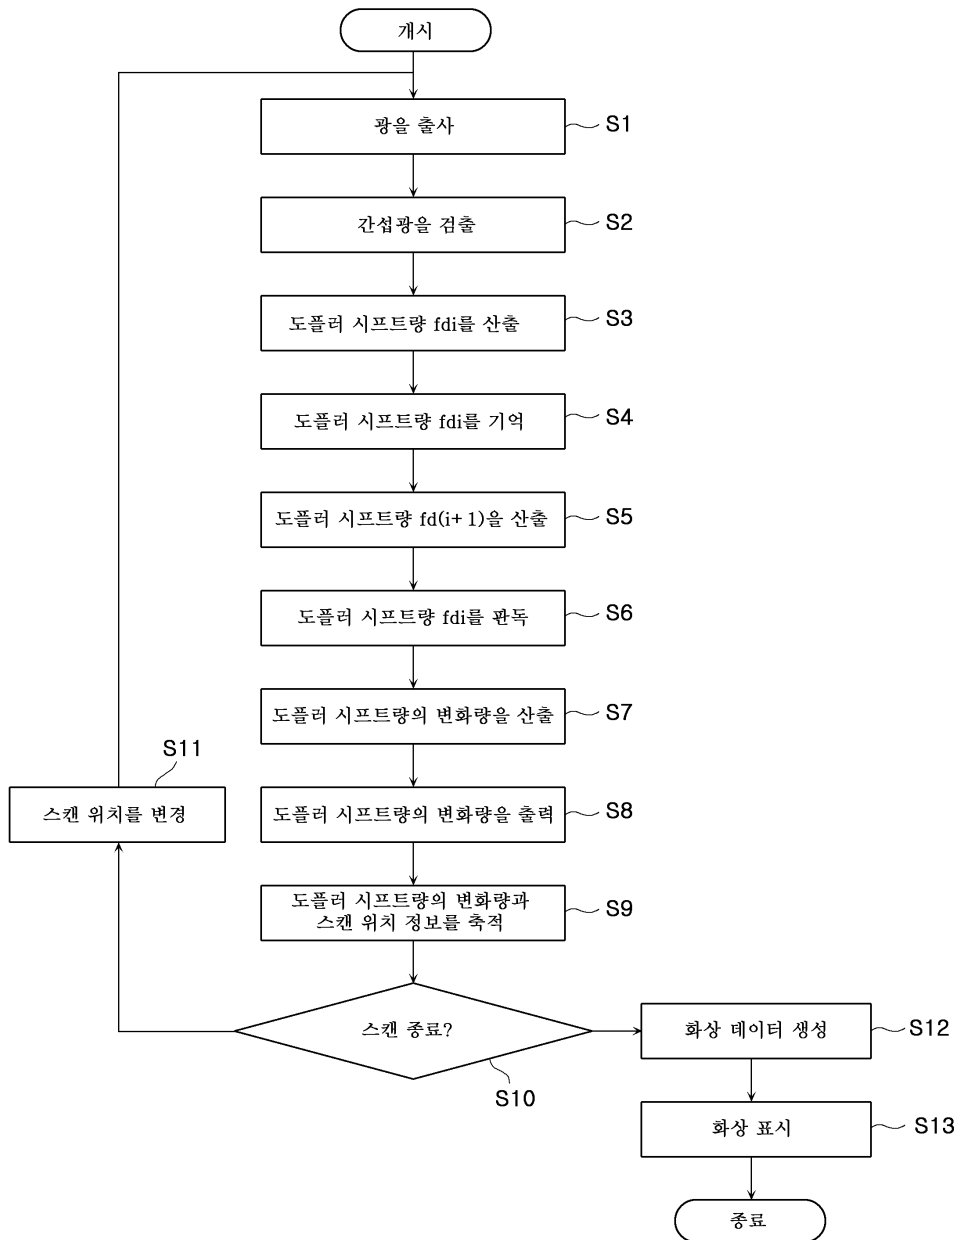 개시
광을 출사
S1
간섭광을 검출
S2
도플러 시프트량 fdi를 산출
S3
도플러 시프트량 fdi를 기억
S4
도플러 시프트량 fd(i+1)을 산출
S5
도플러 시프트량 fdi를 판독
S6
도플러 시프트량의 변화량을 산출
S7
S11
스캔 위치를 변경
도플러 시프트량의 변화량을 출력
S8
도플러 시프트량의 변화량과
스캔 위치 정보를 축적
S9
스캔 종료?
S10
화상 데이터 생성
S12
화상 표시
S13
종료